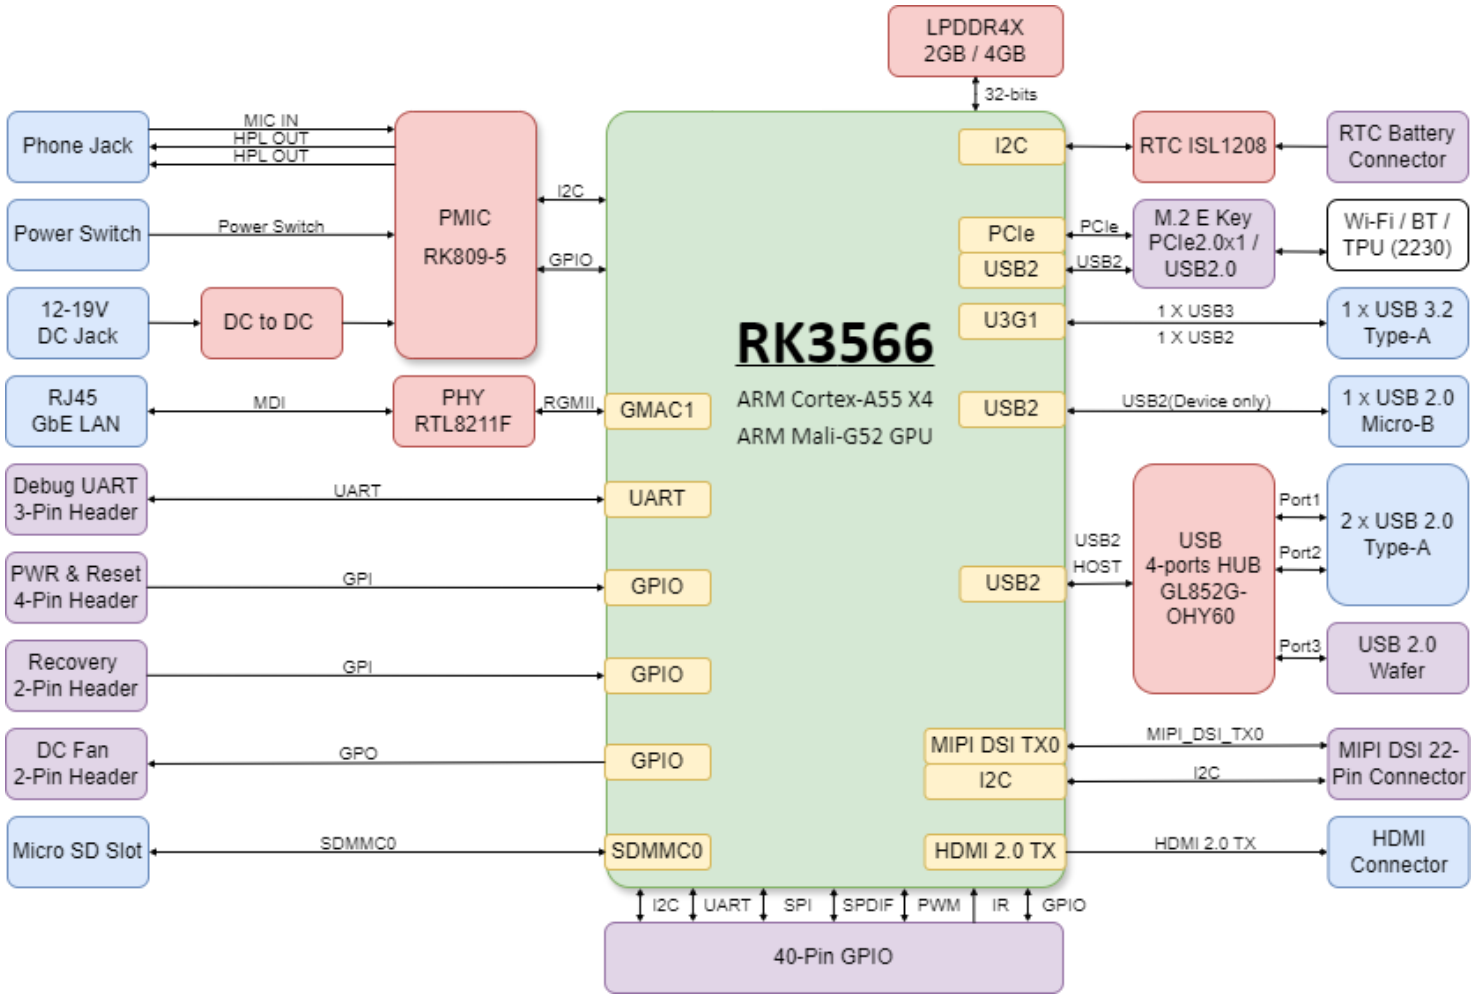 LPDDR4X
2GB / 4GB
32-bits
Phone Jack
MIC IN
HPL OUT
HPL OUT
Power Switch
Power Switch
12-19V
DC Jack
DC to DC
PMIC
RK809-5
I2C
GPIO
RJ45
GbE LAN
MDI
PHY
RTL8211F
RGMII
GMAC1
Debug UART
3-Pin Header
UART
UART
PWR & Reset
4-Pin Header
GPI
GPIO
Recovery
2-Pin Header
GPI
GPIO
DC Fan
2-Pin Header
GPO
GPIO
Micro SD Slot
SDMMC0
SDMMC0
RK3566
ARM Cortex-A55 X4
ARM Mali-G52 GPU
I2C
RTC ISL1208
RTC Battery
Connector
PCIe
USB2
PCIe
USB2
M.2 E Key
PCIe2.0x1 /
USB2.0
Wi-Fi / BT /
TPU (2230)
U3G1
1 X USB3
1 X USB2
1 x USB 3.2
Type-A
USB2
USB2(Device only)
1 x USB 2.0
Micro-B
USB2
USB2
HOST
USB
4-ports HUB
GL852G-
OHY60
Port1
Port2
2 x USB 2.0
Type-A
Port3
USB 2.0
Wafer
MIPI DSI TX0
I2C
MIPI_DSI_TX0
I2C
MIPI DSI 22-
Pin Connector
HDMI 2.0 TX
HDMI 2.0 TX
HDMI
Connector
I2C
UART
SPI
SPDIF
PWM
IR
GPIO
40-Pin GPIO